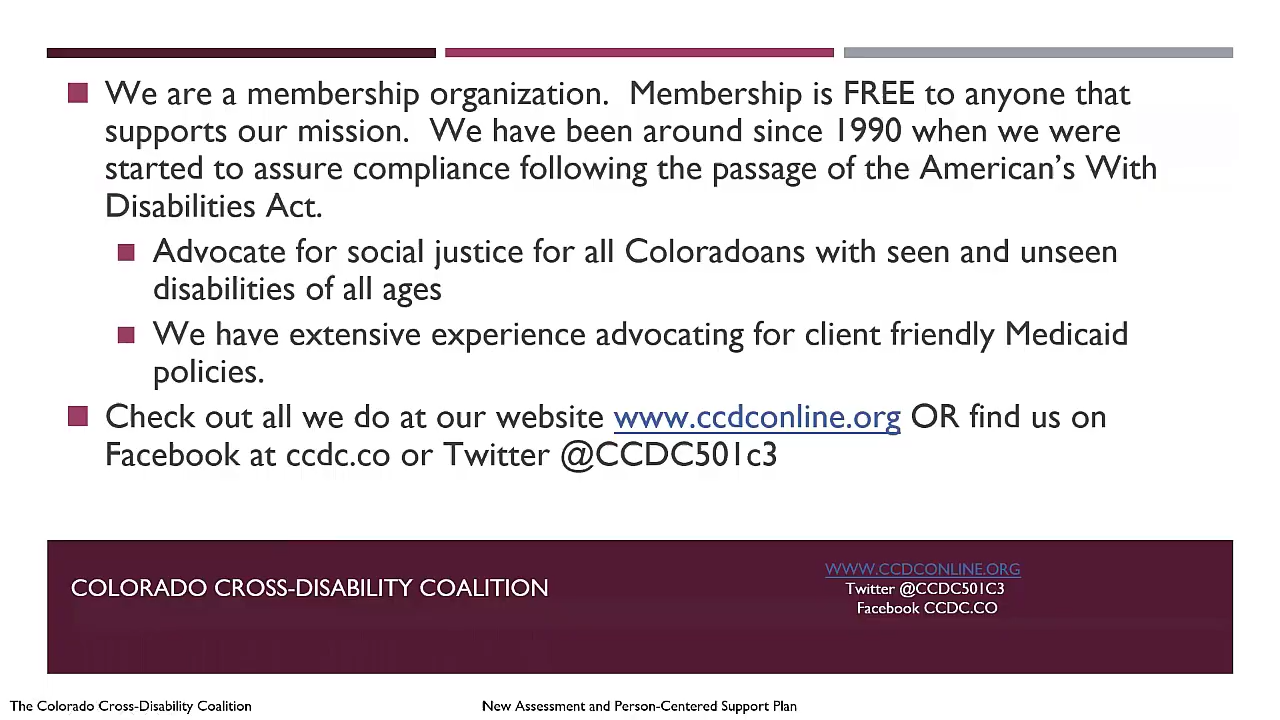 We are a membership organization.  Membership is FREE to anyone that
supports our mission.  We have been around since 1990 when we were
started to assure compliance following the passage of the American’s With
Disabilities Act.
Advocate for social justice for all Coloradoans with seen and unseen
disabilities of all ages
We have extensive experience advocating for client friendly Medicaid
policies.
Check out all we do at our website www.ccdconline.org OR find us on
Facebook at ccdc.co or Twitter @CCDC501c3
COLORADO CROSS-DISABILITY COALITION
WWW.CCDCONLINE.ORG
Twitter @CCDC501C3
Facebook CCDC.CO
The Colorado Cross-Disability Coalition
New Assessment and Person-Centered Support Plan